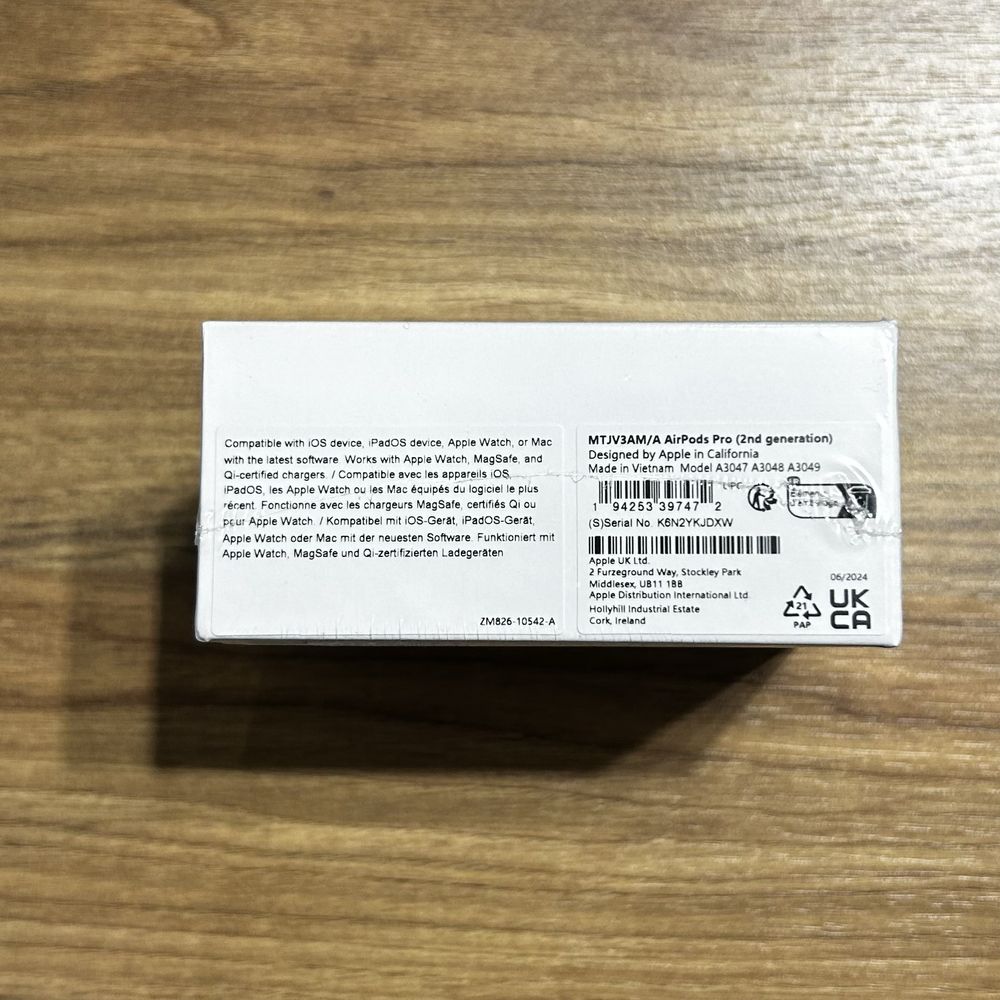 Compatible with iOS device, iPadOS device, Apple Watch, or Mac
with the latest software. Works with Apple Watch, MagSafe, and
Qi-certified chargers. / Compatible avec les appareils iOS,
iPadOS, les Apple Watch ou les Mac équipés du logiciel le plus
récent. Fonctionne avec les chargeurs MagSafe, certifiés Qi ou
pour Apple Watch. / Kompatibel mit iOS-Gerät, iPadOS-Gerät,
Apple Watch oder Mac mit der neuesten Software. Funktioniert mit
Apple Watch, MagSafe und Qi-zertifizierten Ladegeräten
ZM826-10542-A
MTJV3AM/A AirPods Pro (2nd generation)
Designed by Apple in California
Made in Vietnam Model A3047 A3048 A3049
UPC
1 94253 39747 2
(S)Serial No. K6N2YKJDXW
Apple UK Ltd.
2 Furzeground Way, Stockley Park
Middlesex, UB11 1BB
Apple Distribution International Ltd.
Hollyhill Industrial Estate
Cork, Ireland
21
PAP
06/2024
UK
CA